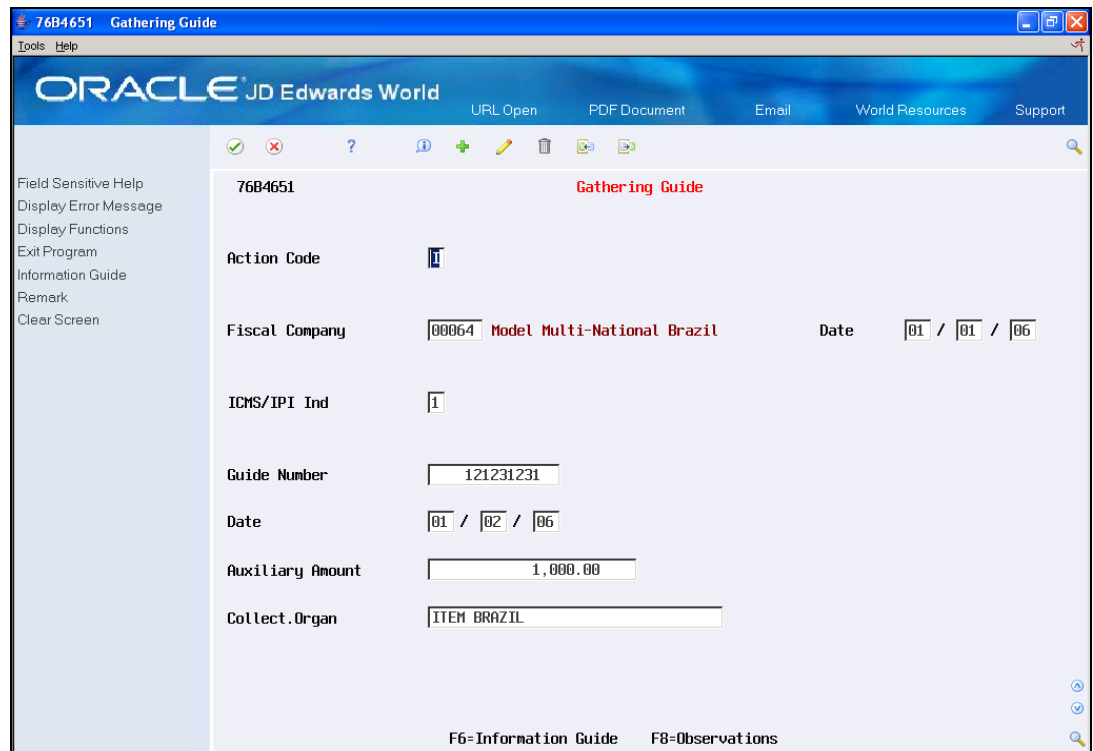 76B4651 Gathering Guide
Tools Help
ORACLE JD Edwards World
URL Open PDF Document Email World Resources Support
?
Field Sensitive Help
Display Error Message
Display Functions
Exit Program
Information Guide
Remark
Clear Screen
76B4651 Gathering Guide
Action Code I
Fiscal Company 00064 Model Multi-National Brazil Date 01 / 01 / 06
ICMS/IPI Ind 1
Guide Number 121231231
Date 01 / 02 / 06
Auxiliary Amount 1,000.00
Collect.Organ ITEM BRAZIL
F6=Information Guide F8=Observations